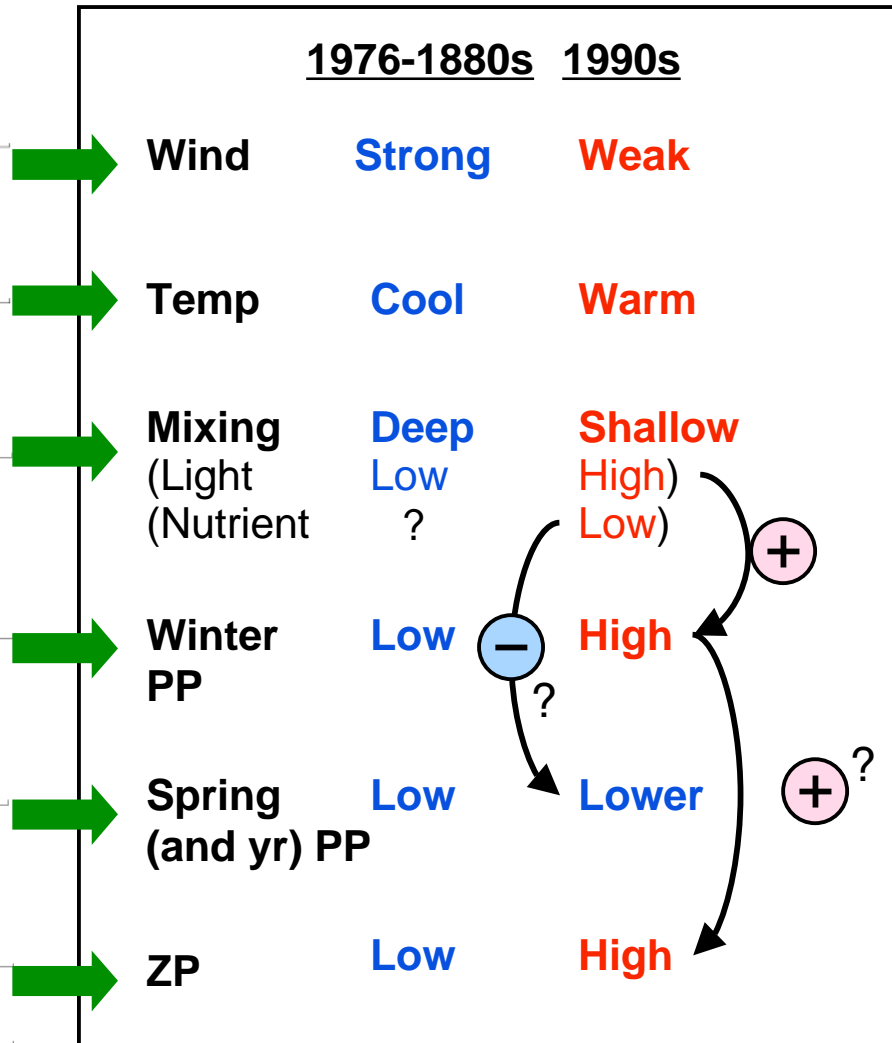 1976-1880s 1990s
Wind Strong Weak
Temp Cool Warm
Mixing Deep Shallow
(Light Low High)
(Nutrient ? Low)
+
Winter Low High
PP
−
?
Spring Low Lower
(and yr) PP
+ ?
ZP Low High